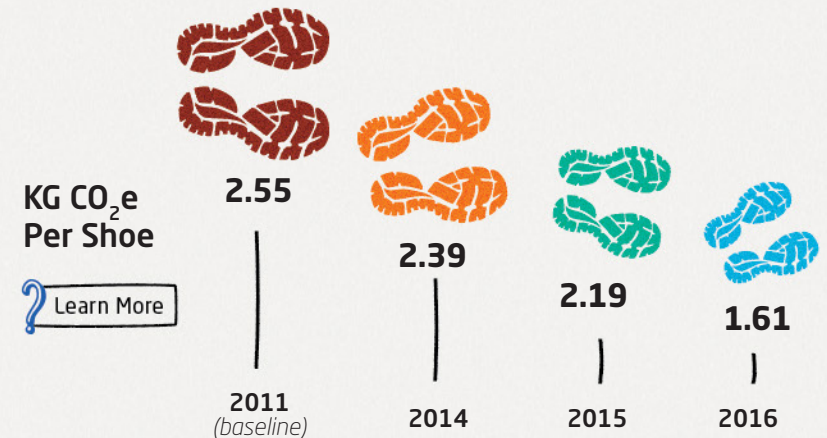 KG CO₂e
Per Shoe
? Learn More
2.55
2.39
2.19
1.61
2011
(baseline)
2014
2015
2016